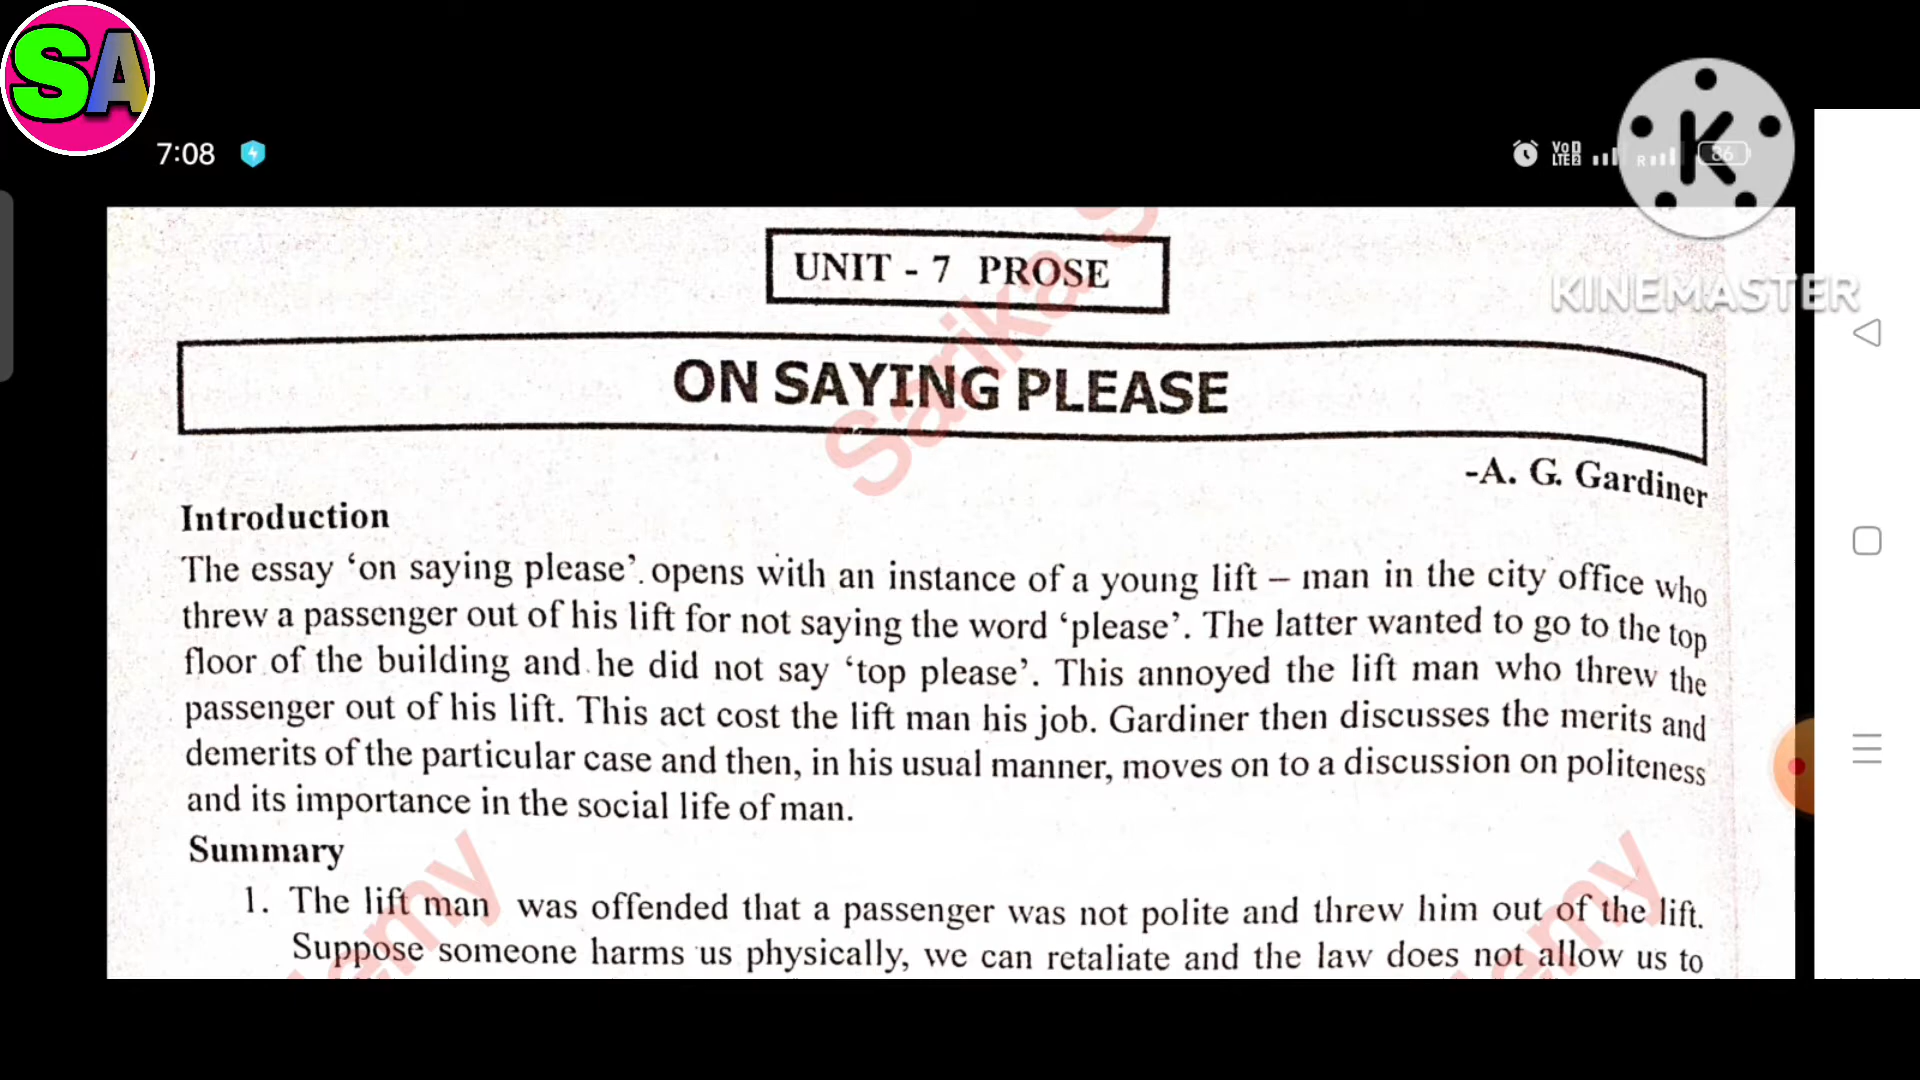 SA
7:08
VoD
LTE2
R
86
K
KINEMASTER
UNIT - 7 PROSE
ON SAYING PLEASE
-A. G. Gardiner
Introduction
The essay ‘on saying please’. opens with an instance of a young lift – man in the city office who
threw a passenger out of his lift for not saying the word ‘please’. The latter wanted to go to the top
floor of the building and he did not say ‘top please’. This annoyed the lift man who threw the
passenger out of his lift. This act cost the lift man his job. Gardiner then discusses the merits and
demerits of the particular case and then, in his usual manner, moves on to a discussion on politeness
and its importance in the social life of man.
Summary
1. The lift man was offended that a passenger was not polite and threw him out of the lift.
Suppose someone harms us physically, we can retaliate and the law does not allow us to
Sarika S
demy
demy